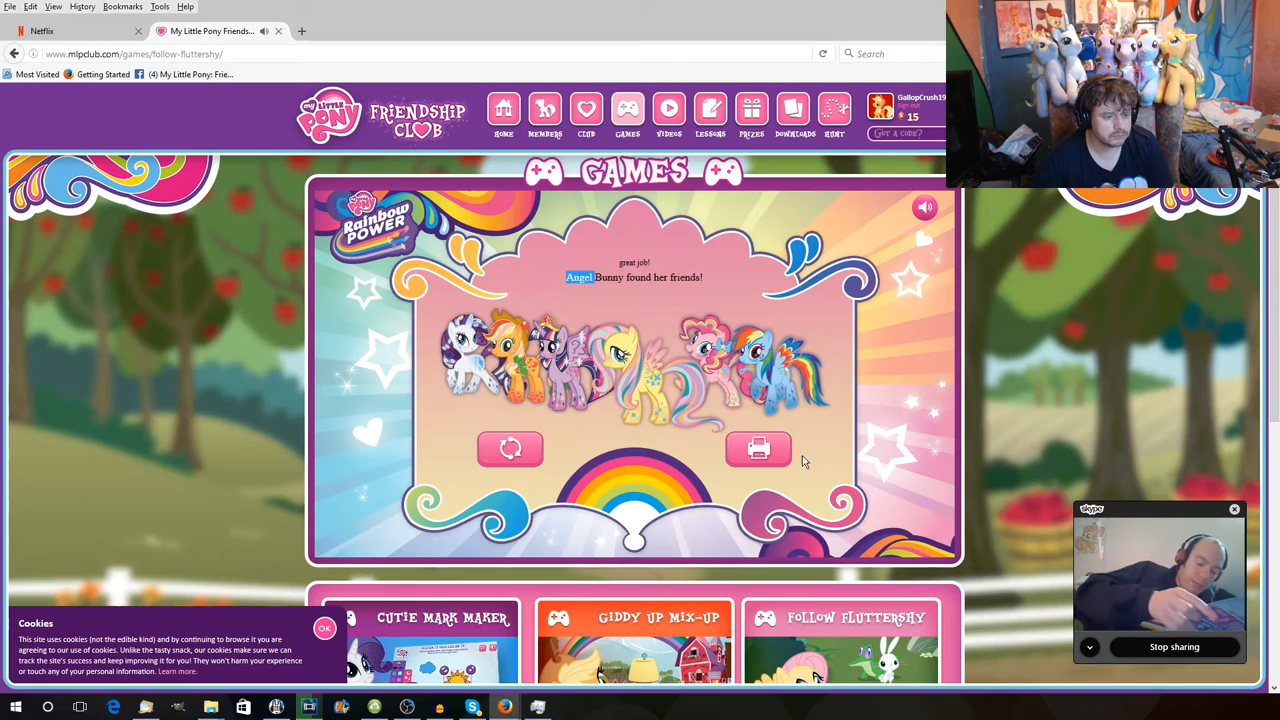 File Edit View History Bookmarks Tools Help
Netflix
My Little Pony Friends...
www.mlpclub.com/games/follow-fluttershy/
Search
Most Visited Getting Started (4) My Little Pony: Frie...
my LITTLE PONY FRIENDSHIP CLUB
HOME MEMBERS CLUB GAMES VIDEOS LESSONS PRIZES DOWNLOADS HUNT
GallopCrush19
Sign out
15
GOT A CODE?
GAMES
my LITTLE PONY
Rainbow POWER
great job!
Angel Bunny found her friends!
CUTIE MARK MAKER
GIDDY UP MIX-UP
FOLLOW FLUTTERSHY
Cookies
This site uses cookies (not the edible kind) and by continuing to browse it you are
agreeing to our use of cookies. Unlike the tasty snack, our cookies make sure we can
track the site's success and keep improving it for you! They won't harm your experience
or touch any of your personal information. Learn more.
OK
skype
Stop sharing